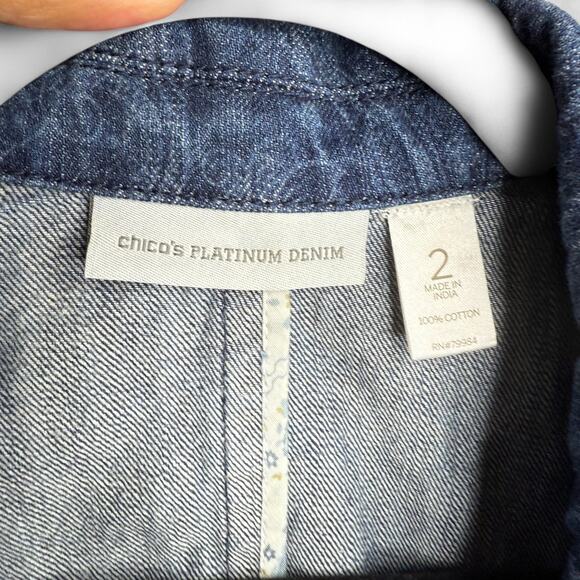 chico's PLATINUM DENIM
2
MADE IN
INDIA
100% COTTON
RN#79984